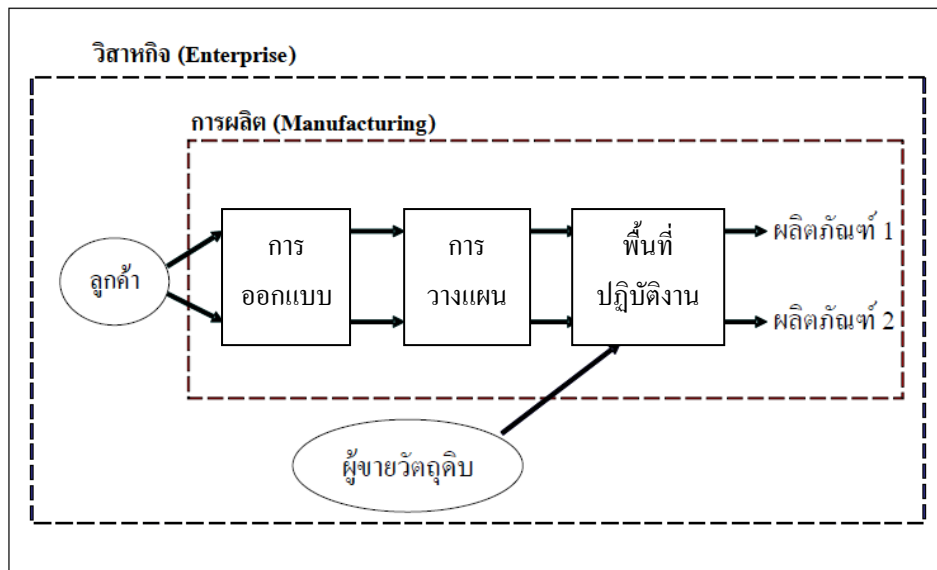 วิสาหกิจ (Enterprise)
การผลิต (Manufacturing)
ลูกค้า
การ
ออกแบบ
การ
วางแผน
พื้นที่
ปฏิบัติงาน
ผลิตภัณฑ์ 1
ผลิตภัณฑ์ 2
ผู้ขายวัตถุดิบ